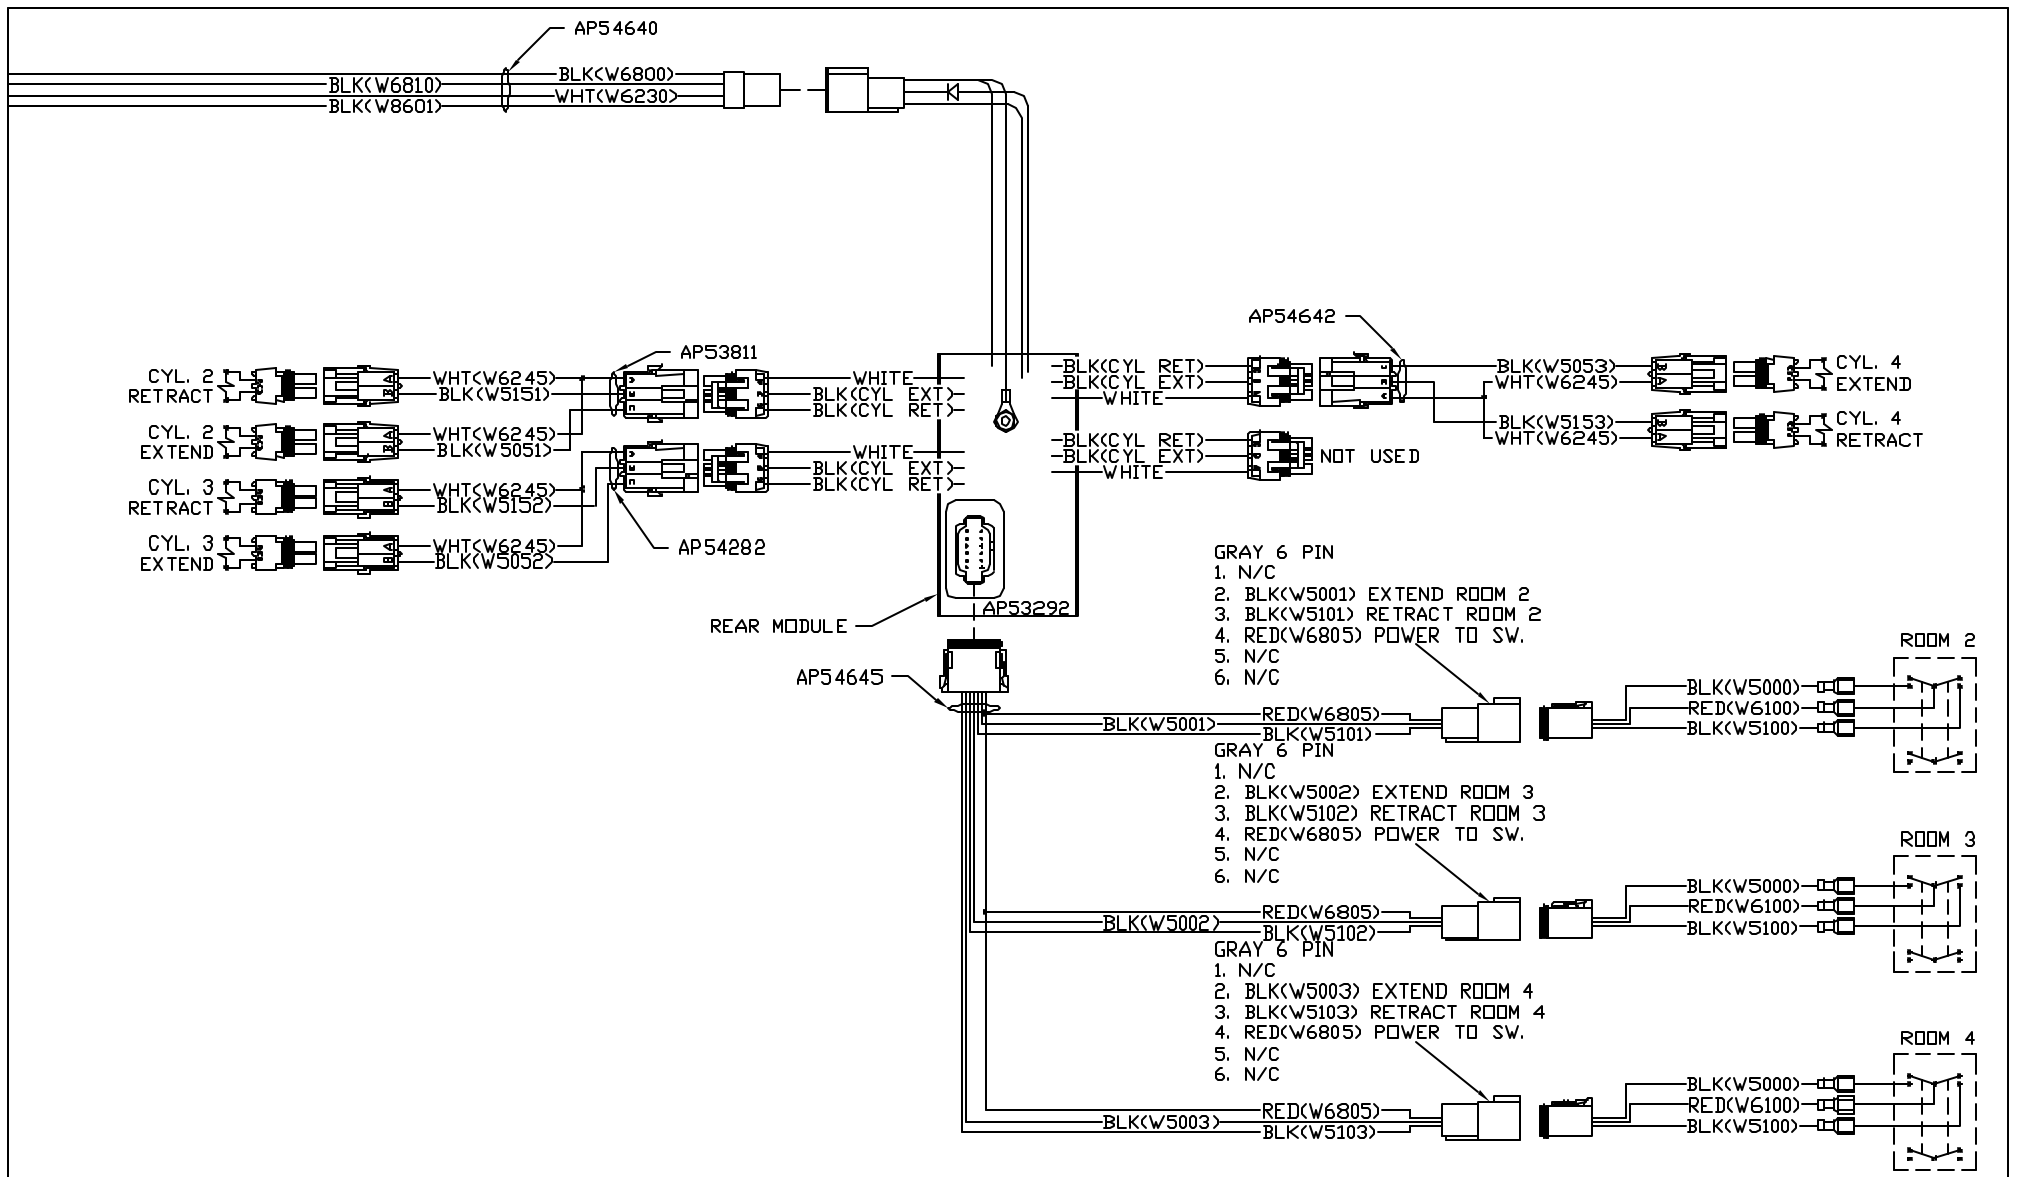 AP54640
BLK(W6800)
BLK(W6810)
WHT(W6230)
BLK(W8601)
AP53811
CYL. 2
RETRACT
WHT(W6245)
BLK(W5151)
CYL. 2
EXTEND
WHT(W6245)
BLK(W5051)
CYL. 3
RETRACT
WHT(W6245)
BLK(W5152)
CYL. 3
EXTEND
WHT(W6245)
BLK(W5052)
AP54282
WHITE
BLK(CYL EXT)
BLK(CYL RET)
WHITE
BLK(CYL EXT)
BLK(CYL RET)
AP54642
BLK(CYL RET)
BLK(CYL EXT)
WHITE
BLK(CYL RET)
BLK(CYL EXT)
WHITE
NOT USED
BLK(W5053)
WHT(W6245)
CYL. 4
EXTEND
BLK(W5153)
WHT(W6245)
CYL. 4
RETRACT
AP53292
REAR MODULE
AP54645
GRAY 6 PIN
1. N/C
2. BLK(W5001) EXTEND ROOM 2
3. BLK(W5101) RETRACT ROOM 2
4. RED(W6805) POWER TO SW.
5. N/C
6. N/C
RED(W6805)
BLK(W5001)
BLK(W5101)
ROOM 2
BLK(W5000)
RED(W6100)
BLK(W5100)
GRAY 6 PIN
1. N/C
2. BLK(W5002) EXTEND ROOM 3
3. BLK(W5102) RETRACT ROOM 3
4. RED(W6805) POWER TO SW.
5. N/C
6. N/C
RED(W6805)
BLK(W5002)
BLK(W5102)
ROOM 3
BLK(W5000)
RED(W6100)
BLK(W5100)
GRAY 6 PIN
1. N/C
2. BLK(W5003) EXTEND ROOM 4
3. BLK(W5103) RETRACT ROOM 4
4. RED(W6805) POWER TO SW.
5. N/C
6. N/C
RED(W6805)
BLK(W5003)
BLK(W5103)
ROOM 4
BLK(W5000)
RED(W6100)
BLK(W5100)